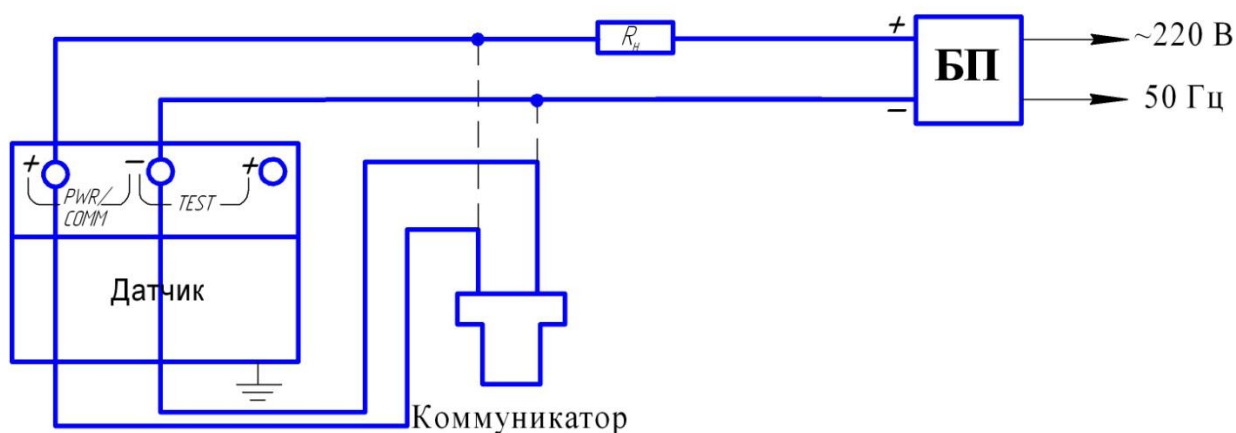 Rн
+
БП
~220 В
−
50 Гц
+ − +
PWR/
COMM
TEST
Датчик
Коммуникатор